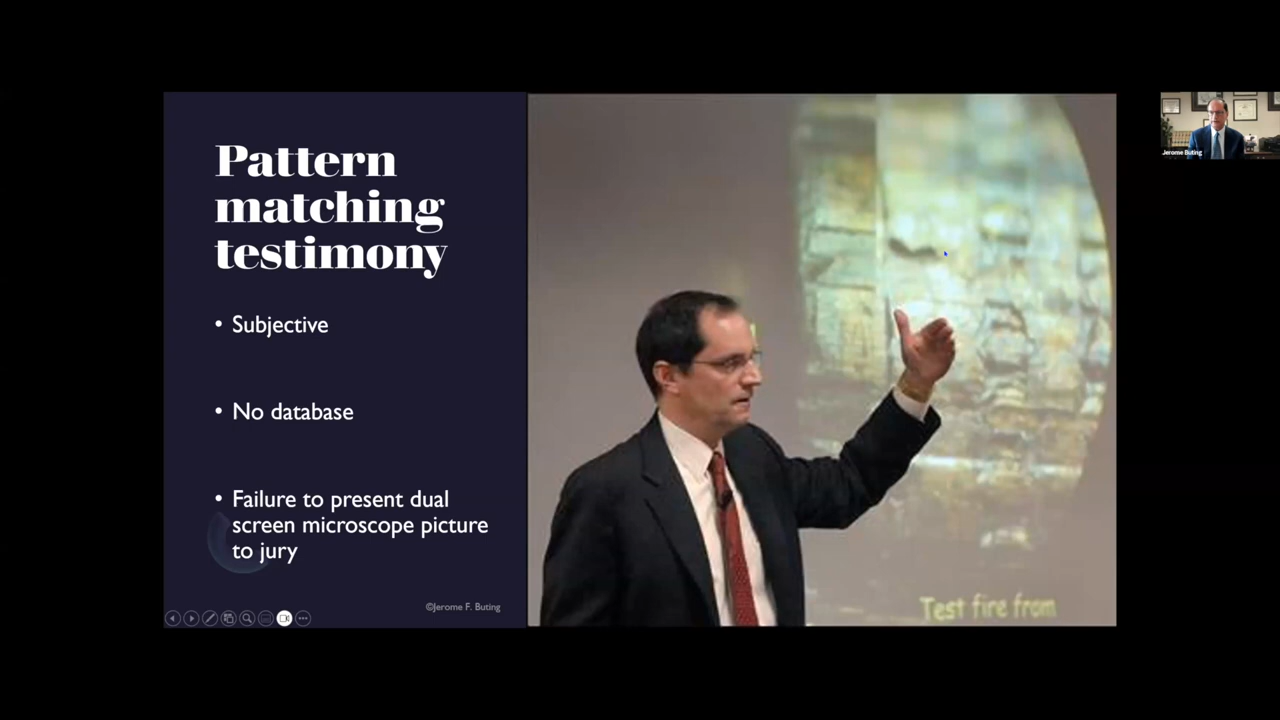 Pattern
matching
testimony
• Subjective
• No database
• Failure to present dual
screen microscope picture
to jury
©Jerome F. Buting
Test fire from
Jerome Buting